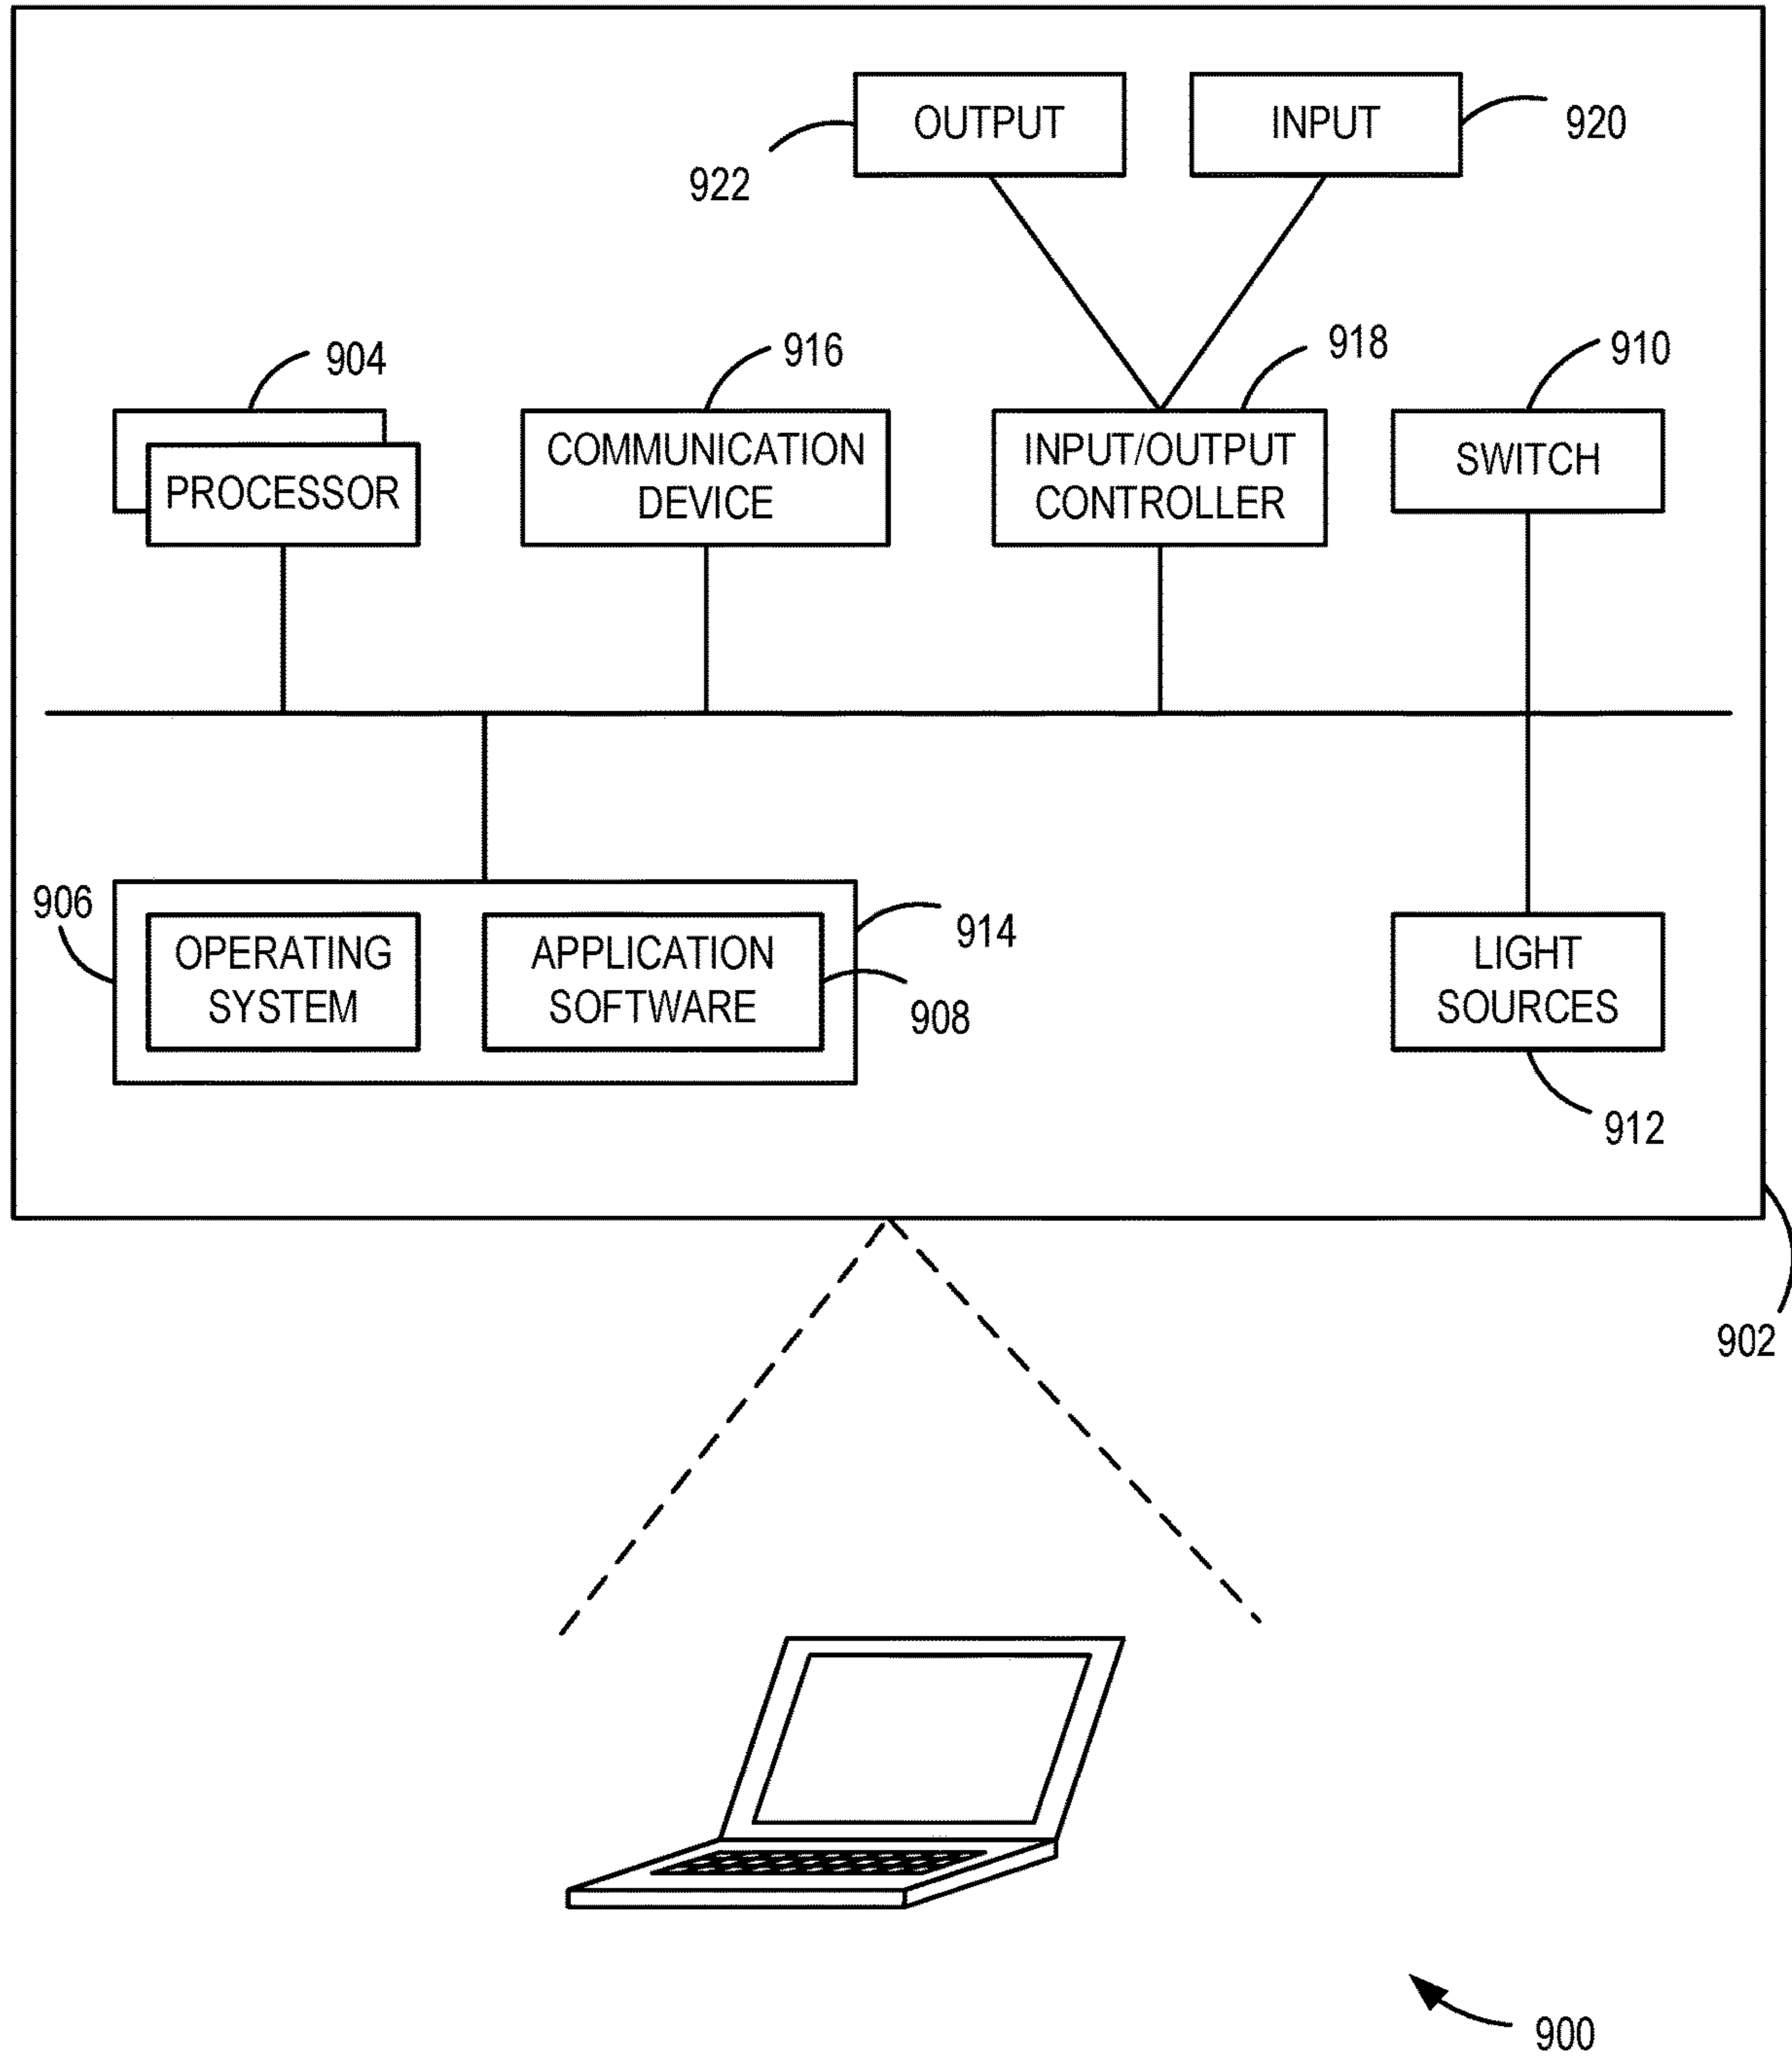 OUTPUT
INPUT
920
922
904
916
918
910
PROCESSOR
COMMUNICATION
DEVICE
INPUT/OUTPUT
CONTROLLER
SWITCH
906
OPERATING
SYSTEM
APPLICATION
SOFTWARE
914
908
LIGHT
SOURCES
912
902
900